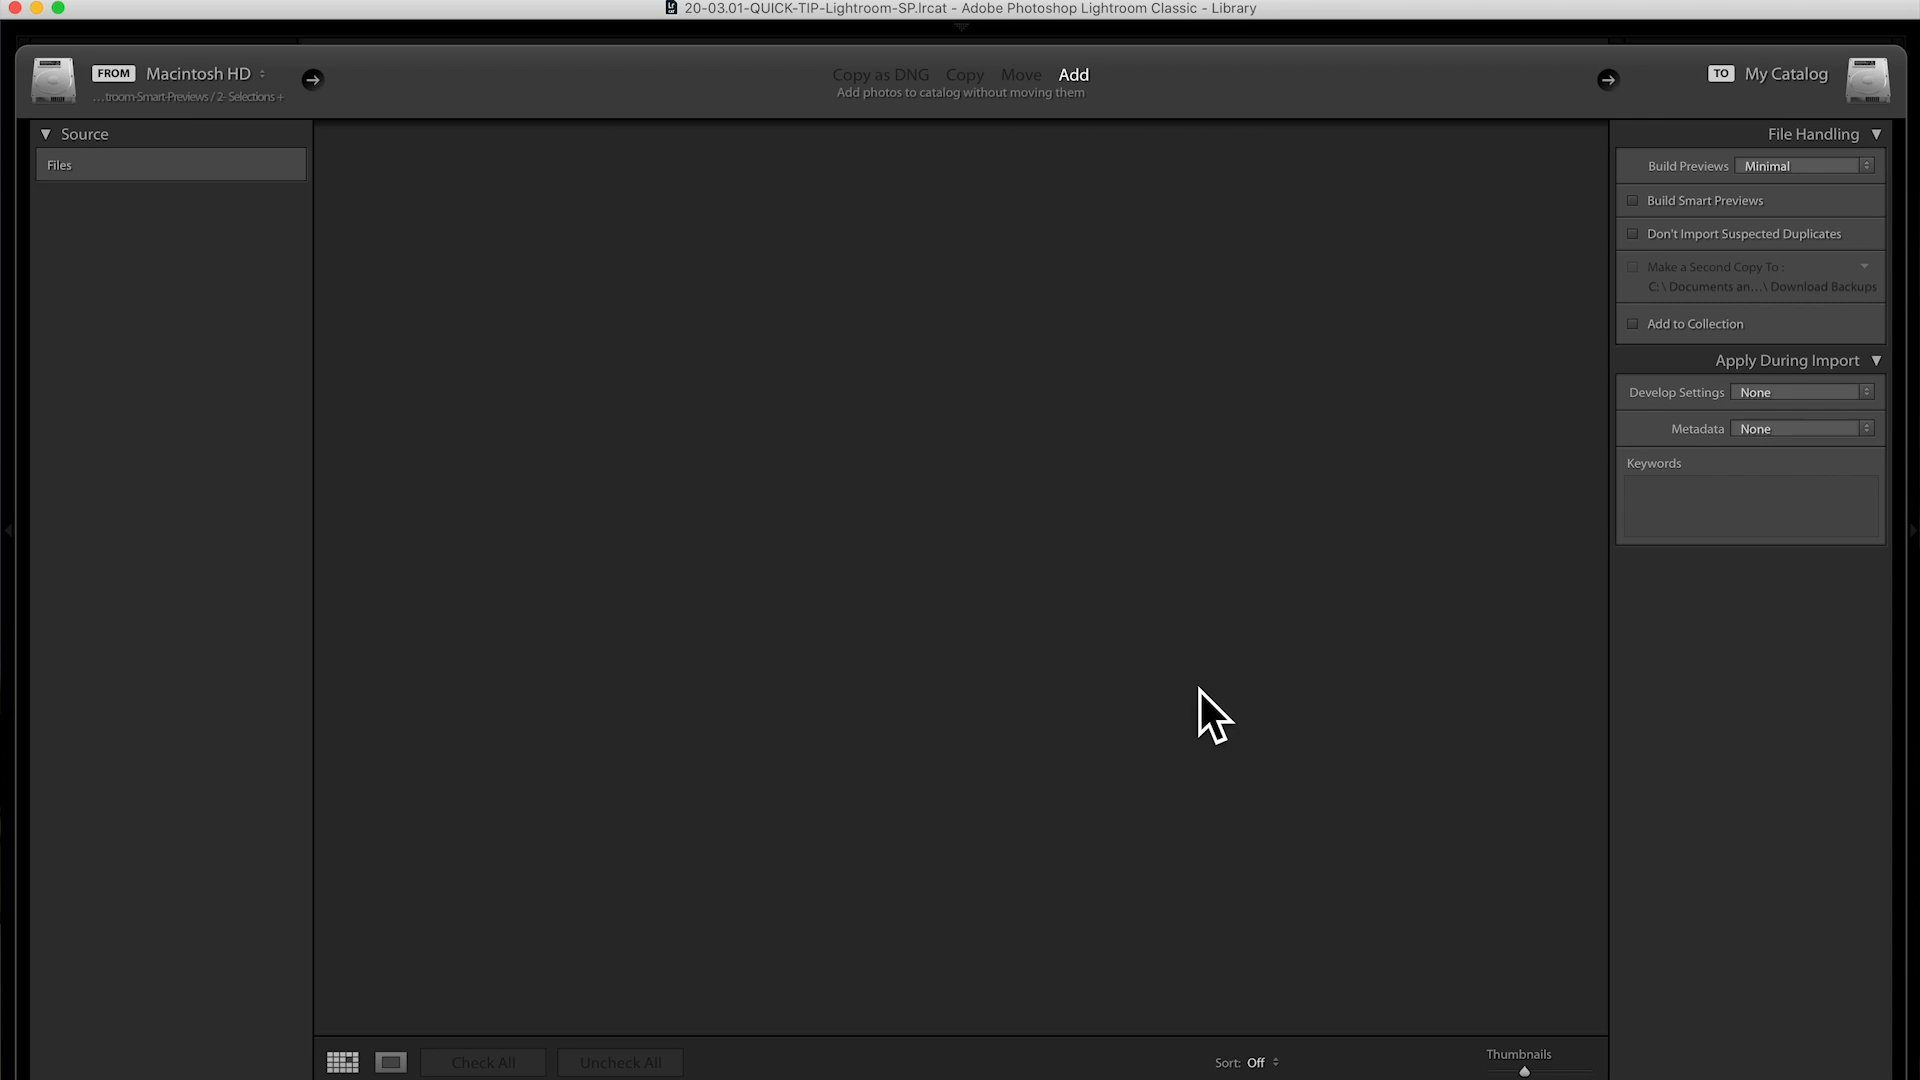 20-03.01-QUICK-TIP-Lightroom-SP.lrcat - Adobe Photoshop Lightroom Classic - Library
FROM Macintosh HD
...troom-Smart-Previews / 2- Selections +
Copy as DNG Copy Move Add
Add photos to catalog without moving them
TO My Catalog
Source
Files
File Handling
Build Previews Minimal
Build Smart Previews
Don't Import Suspected Duplicates
Make a Second Copy To :
C: \ Documents an...\ Download Backups
Add to Collection
Apply During Import
Develop Settings None
Metadata None
Keywords
Check All Uncheck All
Sort: Off
Thumbnails